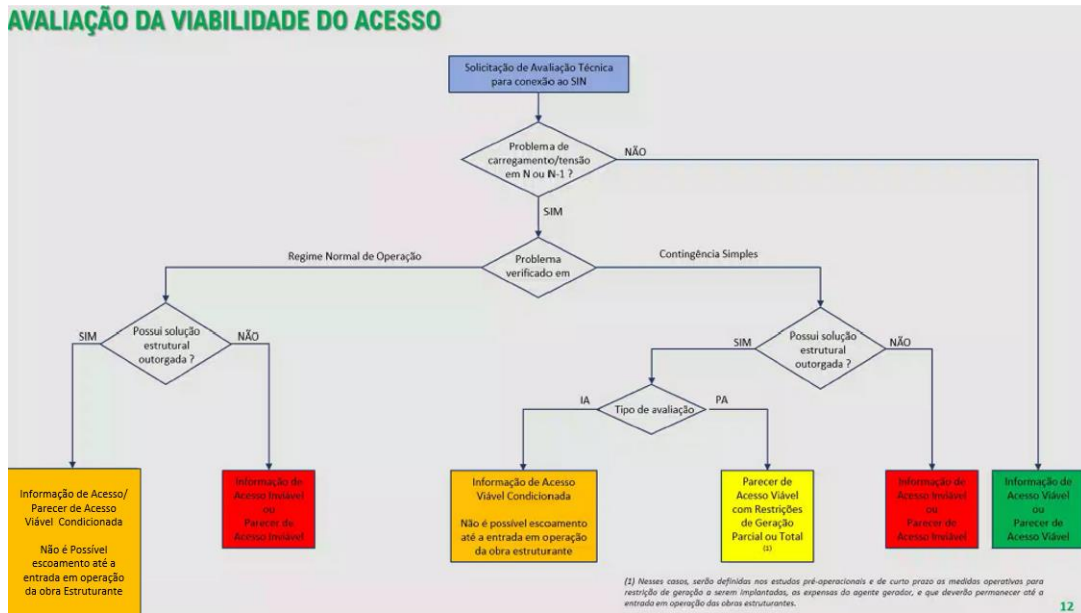 AVALIAÇÃO DA VIABILIDADE DO ACESSO
Solicitação de Avaliação Técnica
para conexão ao SIN
Problema de
carregamento/tensão
em N ou N-1 ?
NÃO
SIM
Regime Normal de Operação
Problema
verificado em
Contingência Simples
SIM
Possui solução
estrutural
outorgada ?
NÃO
SIM
Possui solução
estrutural
outorgada ?
NÃO
IA
Tipo de avaliação
PA
Informação de Acesso/
Parecer de Acesso
Viável Condicionada
Não é Possível
escoamento até a
entrada em operação
da obra Estruturante
Informação de
Acesso Inviável
ou
Parecer de
Acesso Inviável
Informação de Acesso
Viável Condicionada
Não é possível escoamento
até a entrada em operação
da obra estruturante
Parecer de
Acesso Viável
com Restrições
de Geração
Parcial ou Total
(1)
Informação de
Acesso Inviável
ou
Parecer de
Acesso Inviável
Informação de
Acesso Viável
ou
Parecer de
Acesso Viável
(1) Nesses casos, serão definidas nos estudos pré-operacionais e de curto prazo as medidas operativas para
restrição de geração a serem implantadas, as expensas do agente gerador, e que deverão permanecer até a
entrada em operação das obras estruturantes.
12